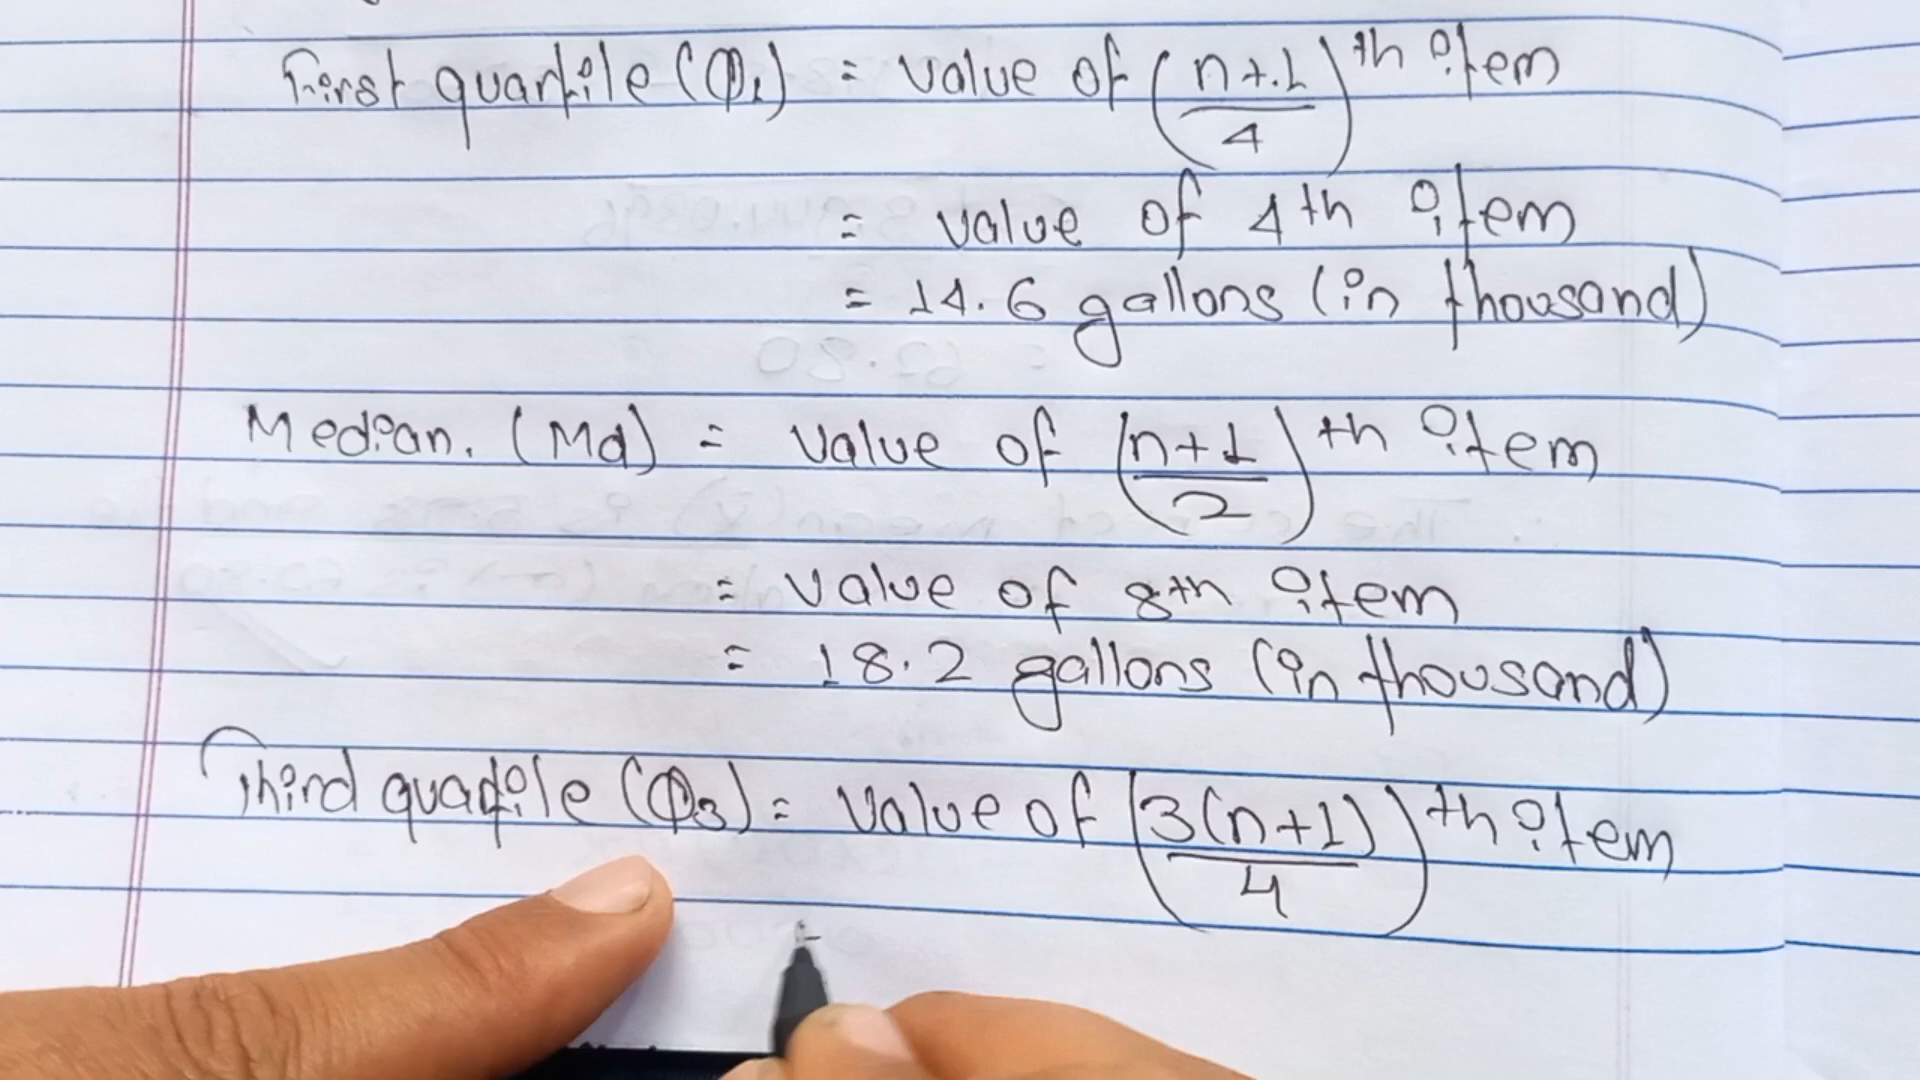 First quartile (Q1) = value of (n+1/4)th item
= value of 4th item
= 14.6 gallons (in thousand)
Median. (Md) = value of (n+1/2)th item
= value of 8th item
= 18.2 gallons (in thousand)
Third quartile (Q3) = value of (3(n+1)/4)th item